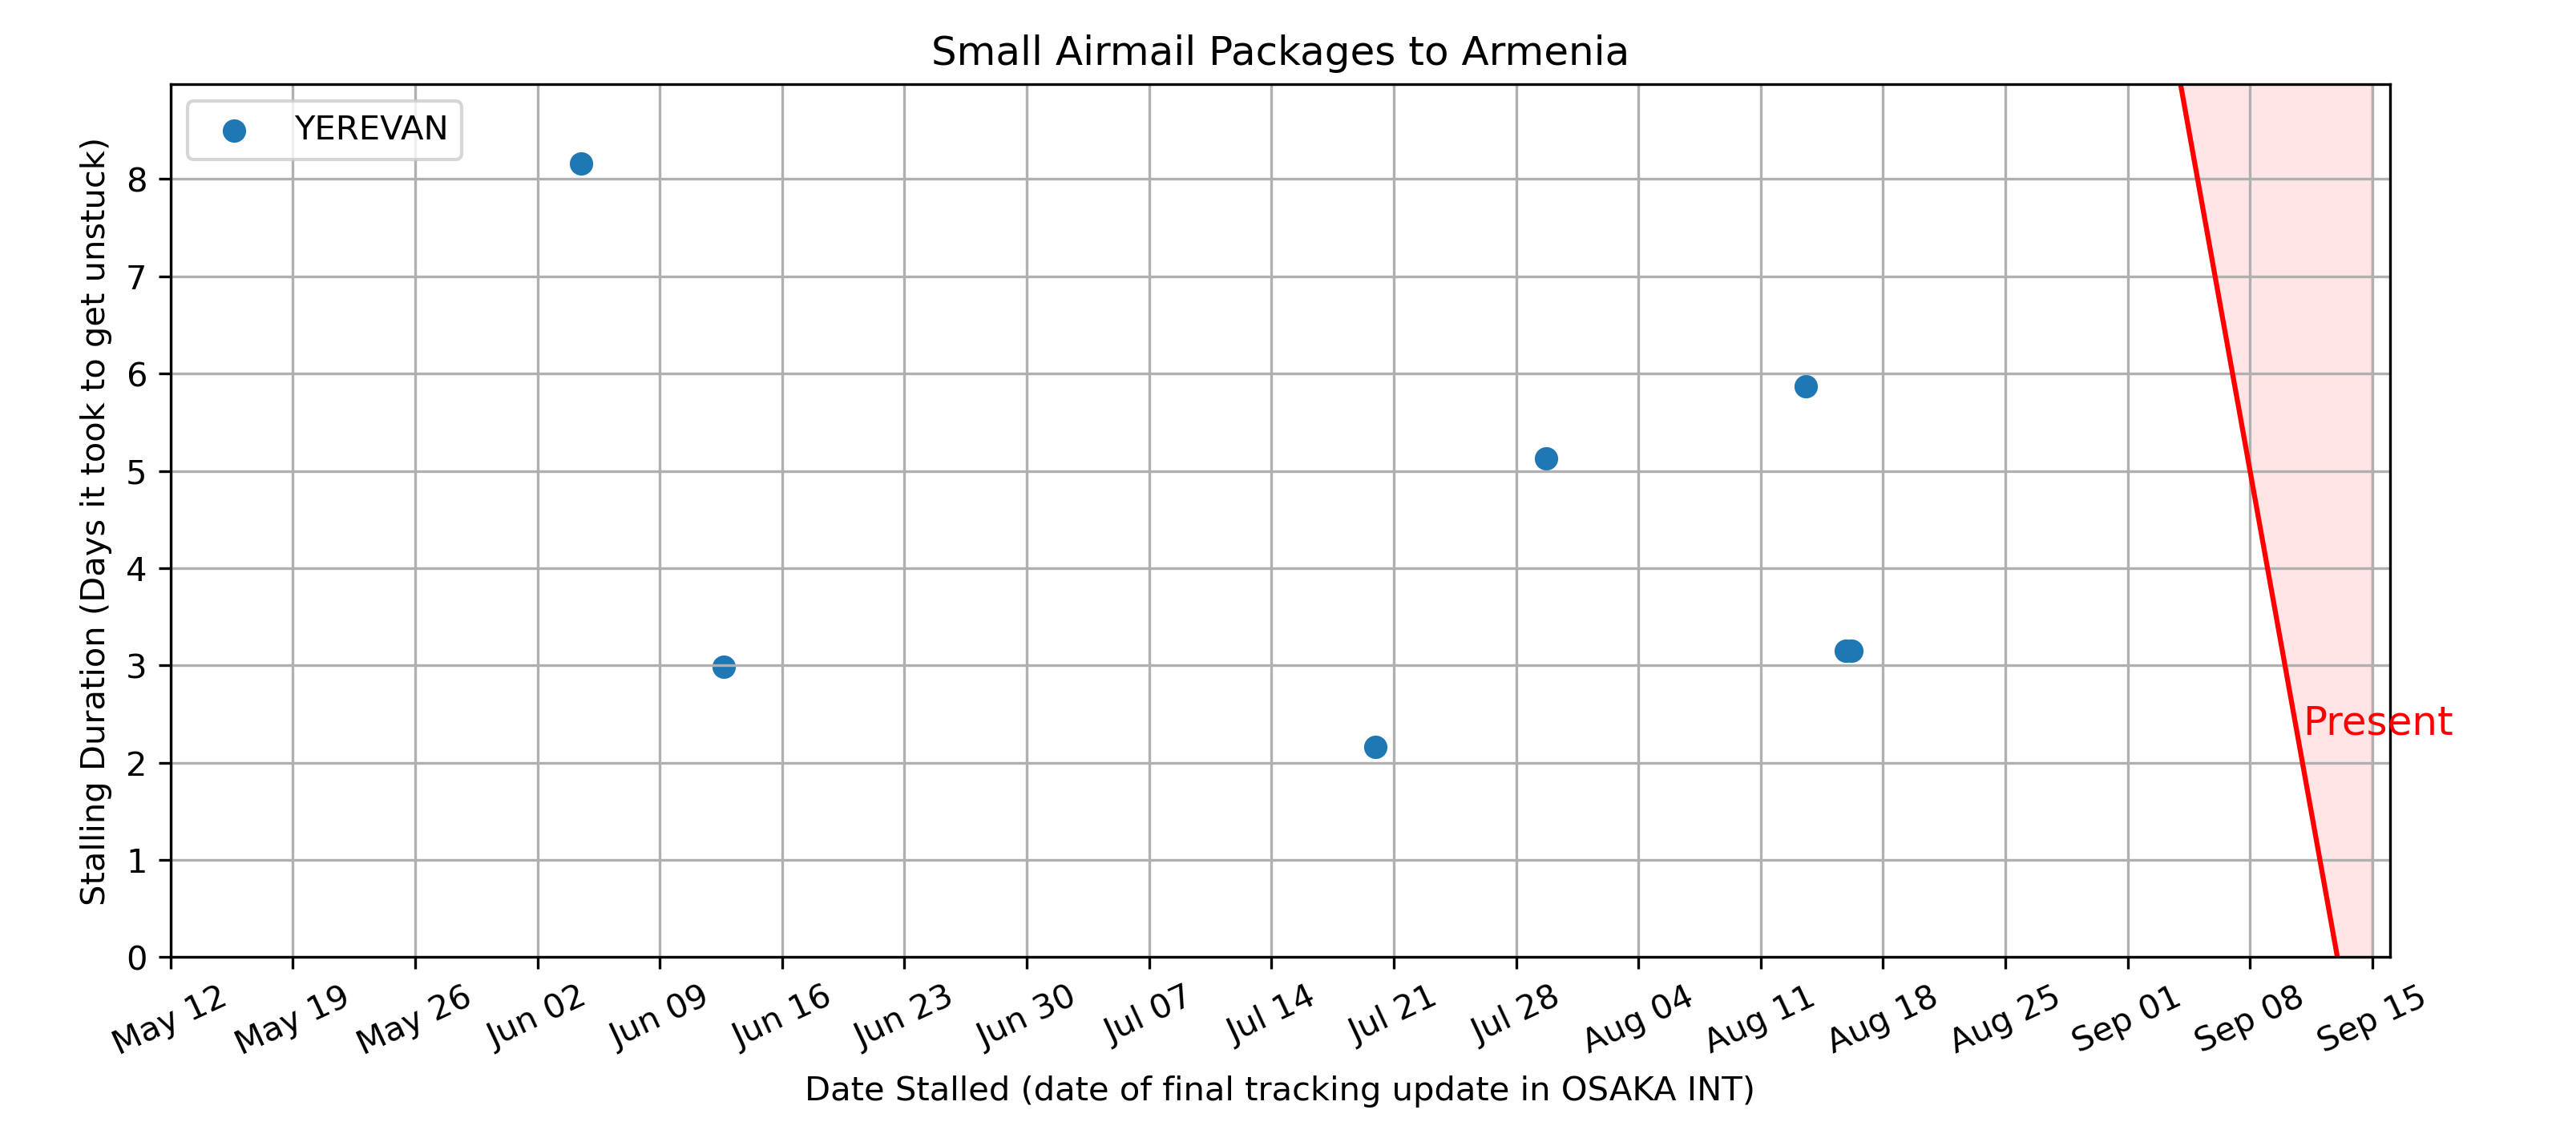 Small Airmail Packages to Armenia
YEREVAN
Stalling Duration (Days it took to get unstuck)
8
7
6
5
4
3
2
1
0
Present
May 12
May 19
May 26
Jun 02
Jun 09
Jun 16
Jun 23
Jun 30
Jul 07
Jul 14
Jul 21
Jul 28
Aug 04
Aug 11
Aug 18
Aug 25
Sep 01
Sep 08
Sep 15
Date Stalled (date of final tracking update in OSAKA INT)